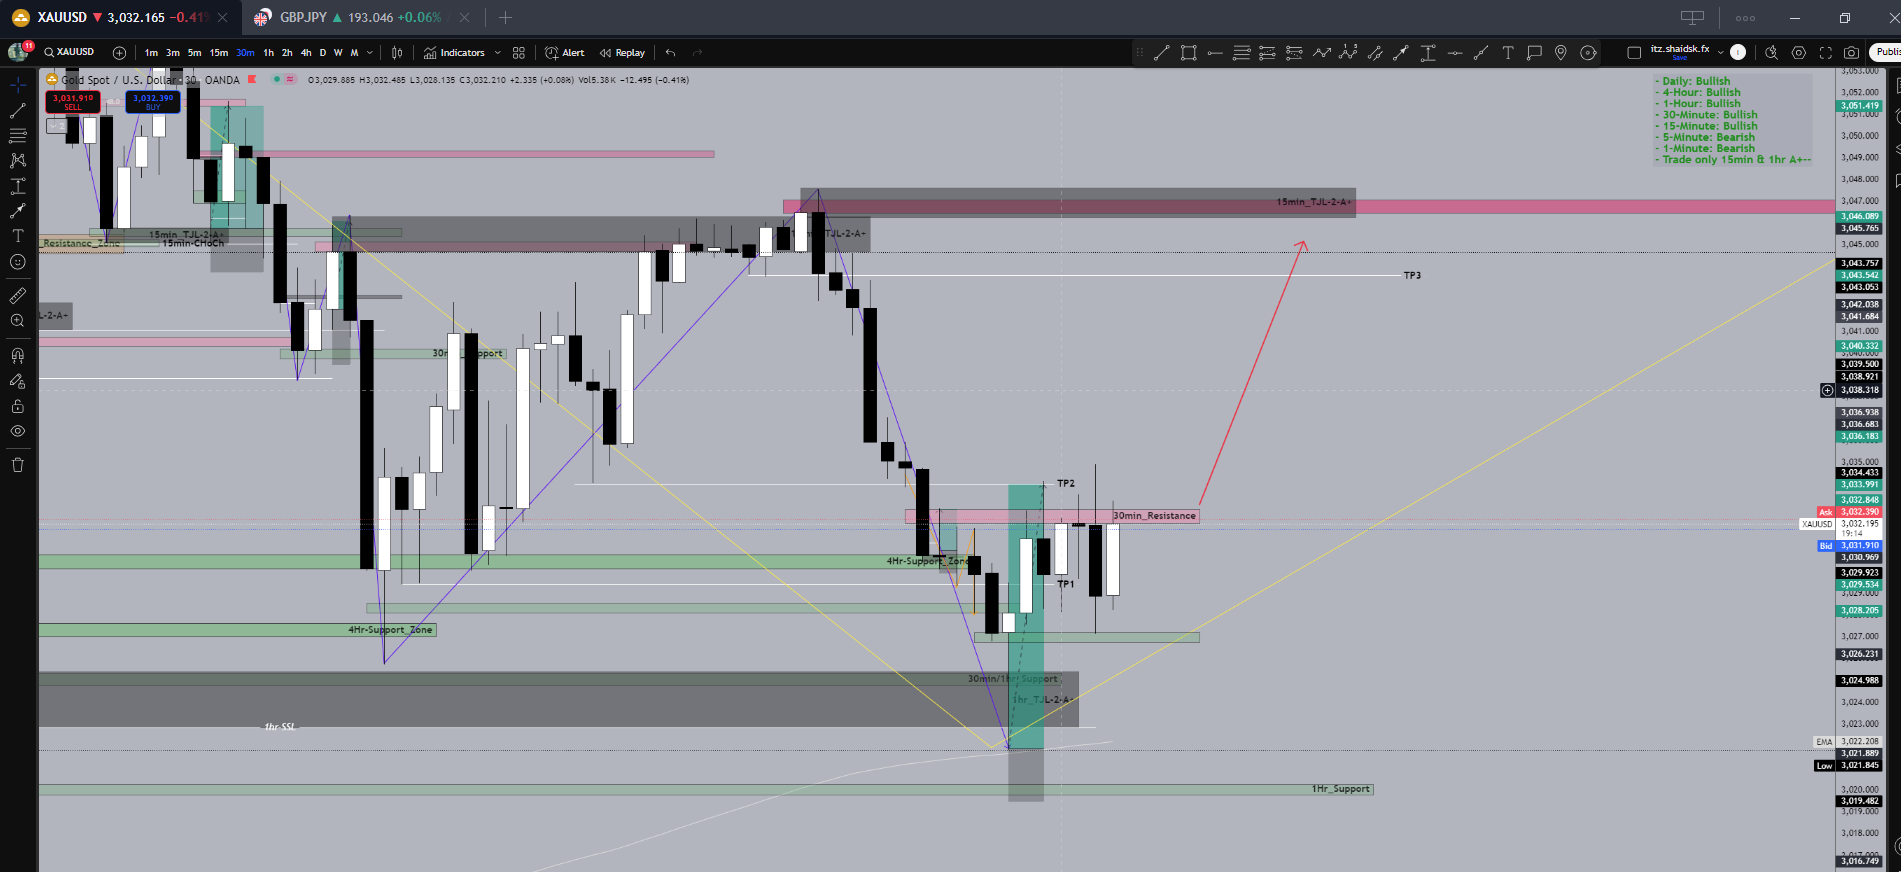 XAUUSD ▼ 3,032.165 −0.41%
GBPJPY ▲ 193.046 +0.06%
11
XAUUSD
1m 3m 5m 15m 30m 1h 2h 4h D W M
Indicators
Alert
Replay
itz.shaidsk.fx
Save
Publi
Gold Spot / U.S. Dollar · 30 · OANDA
O3,029.885 H3,032.485 L3,028.135 C3,032.210 +2.335 (+0.08%) Vol5.38K −12.495 (−0.41%)
3,031.910
SELL
3,032.390
BUY
2
- Daily: Bullish
- 4-Hour: Bullish
- 1-Hour: Bullish
- 30-Minute: Bullish
- 15-Minute: Bullish
- 5-Minute: Bearish
- 1-Minute: Bearish
- Trade only 15min & 1hr A+--
15min_TJL-2-A+
15min_TJL-2-A+
_Resistance_Zone
15min-CHoCh
TJL-2-A+
TP3
L-2-A+
30min_Support
TP2
30min_Resistance
4Hr-Support_Zone
TP1
4Hr-Support_Zone
30min/1hr_Support
1hr_TJL-2-A+
1hr-SSL
1Hr_Support
3,053.000
3,052.000
3,051.419
3,051.000
3,050.000
3,049.000
3,048.000
3,047.000
3,046.089
3,045.765
3,045.000
3,043.757
3,043.542
3,043.053
3,042.038
3,041.684
3,041.000
3,040.332
3,040.000
3,039.500
3,038.921
3,038.318
3,036.938
3,036.683
3,036.183
3,035.000
3,034.433
3,033.991
3,032.848
Ask 3,032.390
XAUUSD 3,032.195
19:14
Bid 3,031.910
3,030.969
3,029.923
3,029.534
3,029.000
3,028.205
3,027.000
3,026.231
3,024.988
3,024.000
3,023.000
EMA 3,022.208
3,021.889
Low 3,021.845
3,020.000
3,019.482
3,019.000
3,018.000
3,016.749